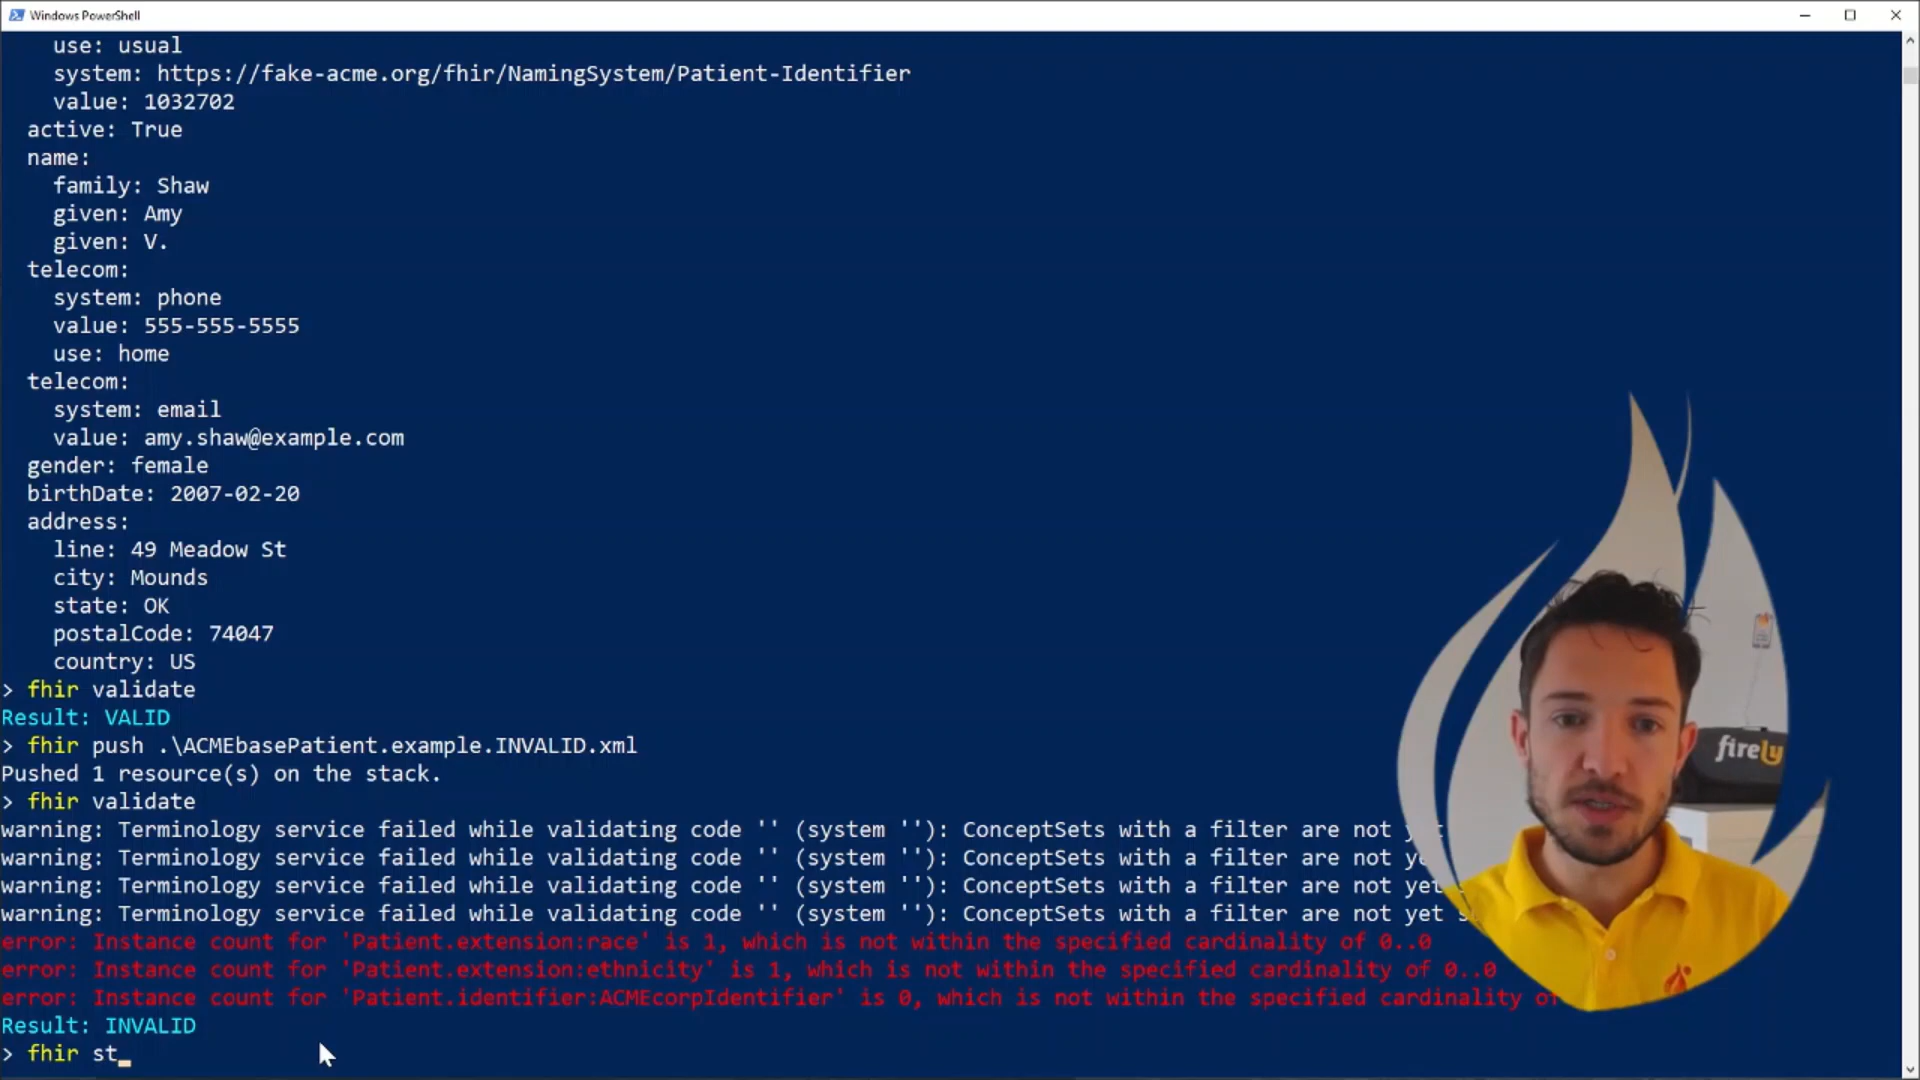 Windows PowerShell
use: usual
system: https://fake-acme.org/fhir/NamingSystem/Patient-Identifier
value: 1032702
active: True
name:
family: Shaw
given: Amy
given: V.
telecom:
system: phone
value: 555-555-5555
use: home
telecom:
system: email
value: amy.shaw@example.com
gender: female
birthDate: 2007-02-20
address:
line: 49 Meadow St
city: Mounds
state: OK
postalCode: 74047
country: US
> fhir validate
Result: VALID
> fhir push .\ACMEbasePatient.example.INVALID.xml
Pushed 1 resource(s) on the stack.
> fhir validate
warning: Terminology service failed while validating code '' (system ''): ConceptSets with a filter are not yet
warning: Terminology service failed while validating code '' (system ''): ConceptSets with a filter are not yet
warning: Terminology service failed while validating code '' (system ''): ConceptSets with a filter are not yet
warning: Terminology service failed while validating code '' (system ''): ConceptSets with a filter are not yet
error: Instance count for 'Patient.extension:race' is 1, which is not within the specified cardinality of 0..0
error: Instance count for 'Patient.extension:ethnicity' is 1, which is not within the specified cardinality of 0..0
error: Instance count for 'Patient.identifier:ACMEcorpIdentifier' is 0, which is not within the specified cardinality of
Result: INVALID
> fhir st_
firely